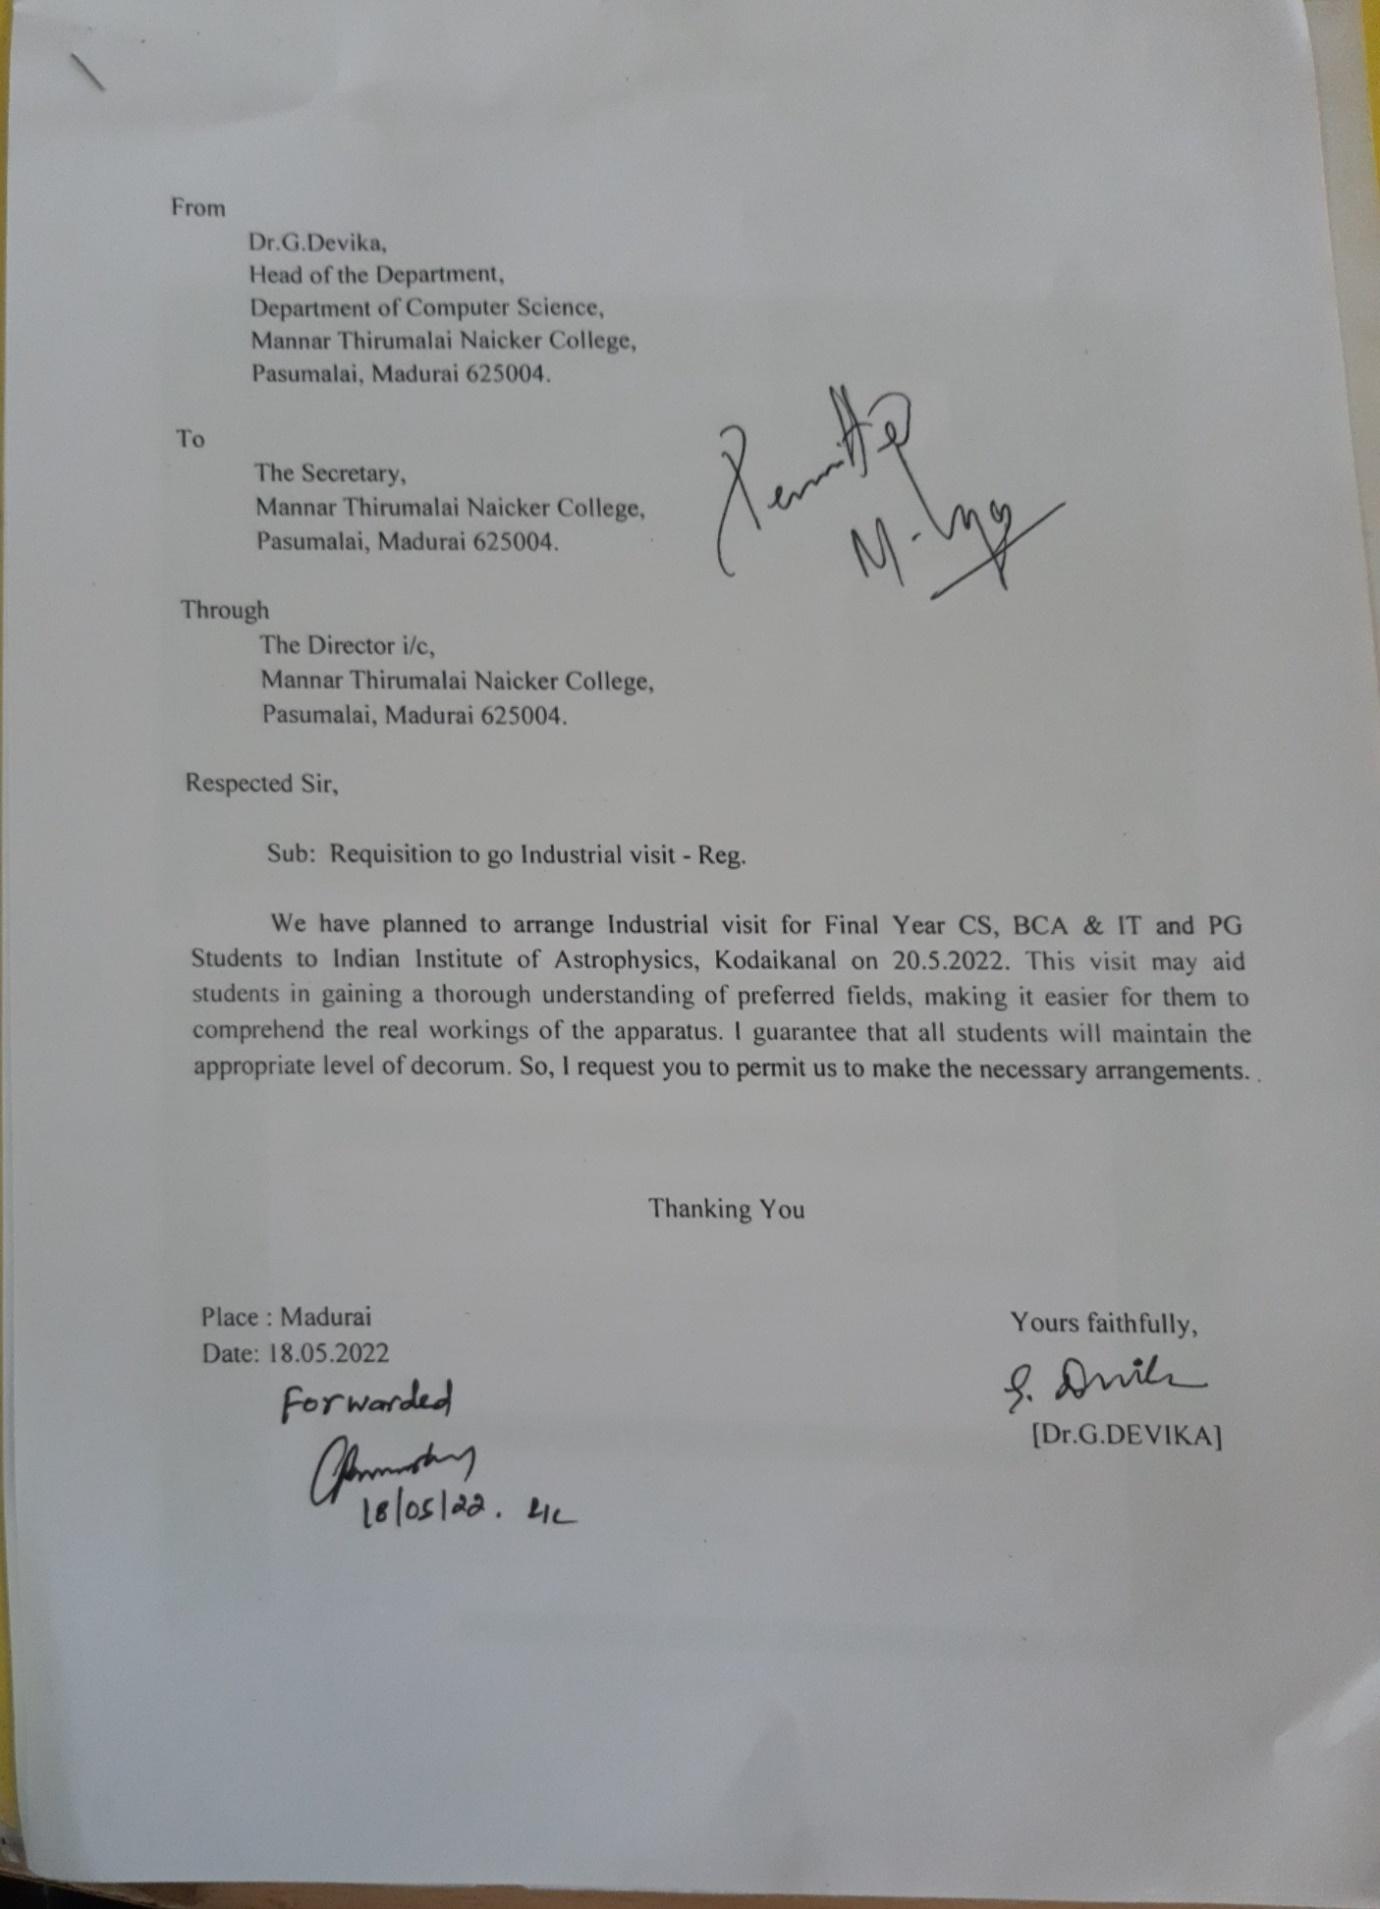 From
Dr.G.Devika,
Head of the Department,
Department of Computer Science,
Mannar Thirumalai Naicker College,
Pasumalai, Madurai 625004.
To
The Secretary,
Mannar Thirumalai Naicker College,
Pasumalai, Madurai 625004.
Permitted
Through
The Director i/c,
Mannar Thirumalai Naicker College,
Pasumalai, Madurai 625004.
Respected Sir,
Sub: Requisition to go Industrial visit - Reg.
We have planned to arrange Industrial visit for Final Year CS, BCA & IT and PG
Students to Indian Institute of Astrophysics, Kodaikanal on 20.5.2022. This visit may aid
students in gaining a thorough understanding of preferred fields, making it easier for them to
comprehend the real workings of the apparatus. I guarantee that all students will maintain the
appropriate level of decorum. So, I request you to permit us to make the necessary arrangements. .
Thanking You
Place : Madurai
Date: 18.05.2022
Forwarded
18/05/22.
Yours faithfully,
G. Devika
[Dr.G.DEVIKA]